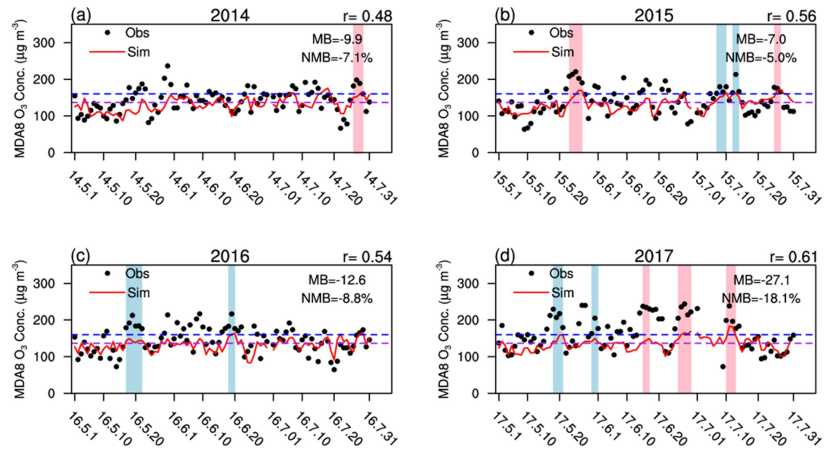 (a) 2014 r=0.48
MDA8 O3 Conc. (µg m-3)
300
200
100
0
Obs
Sim
MB=-9.9
NMB=-7.1%
14.5.1 14.5.10 14.5.20 14.6.1 14.6.10 14.6.20 14.7.01 14.7.10 14.7.20 14.7.31
(b) 2015 r=0.56
MDA8 O3 Conc. (µg m-3)
300
200
100
0
Obs
Sim
MB=-7.0
NMB=-5.0%
15.5.1 15.5.10 15.5.20 15.6.1 15.6.10 15.6.20 15.7.01 15.7.10 15.7.20 15.7.31
(c) 2016 r= 0.54
MDA8 O3 Conc. (µg m-3)
300
200
100
0
Obs
Sim
MB=-12.6
NMB=-8.8%
16.5.1 16.5.10 16.5.20 16.6.1 16.6.10 16.6.20 16.7.01 16.7.10 16.7.20 16.7.31
(d) 2017 r= 0.61
MDA8 O3 Conc. (µg m-3)
300
200
100
0
Obs
Sim
MB=-27.1
NMB=-18.1%
17.5.1 17.5.10 17.5.20 17.6.1 17.6.10 17.6.20 17.7.01 17.7.10 17.7.20 17.7.31